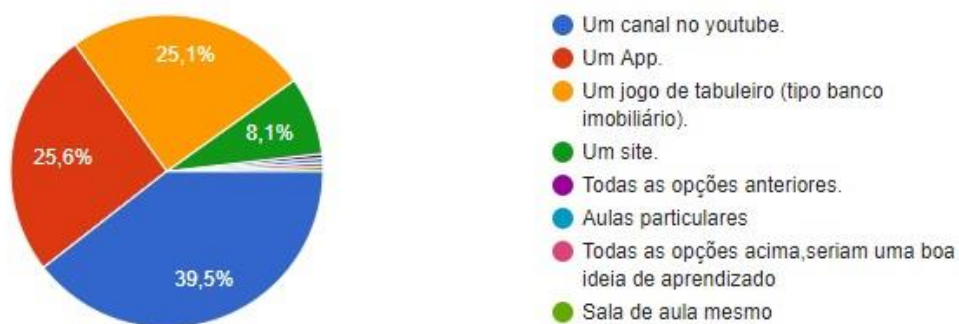 25,1%
8,1%
25,6%
39,5%
Um canal no youtube.
Um App.
Um jogo de tabuleiro (tipo banco
imobiliário).
Um site.
Todas as opções anteriores.
Aulas particulares
Todas as opções acima,seriam uma boa
ideia de aprendizado
Sala de aula mesmo